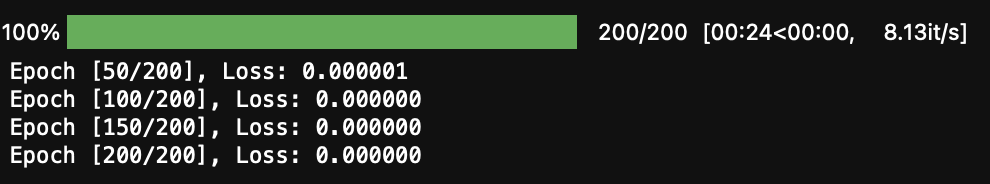 100% 200/200 [00:24<00:00, 8.13it/s]
Epoch [50/200], Loss: 0.000001
Epoch [100/200], Loss: 0.000000
Epoch [150/200], Loss: 0.000000
Epoch [200/200], Loss: 0.000000